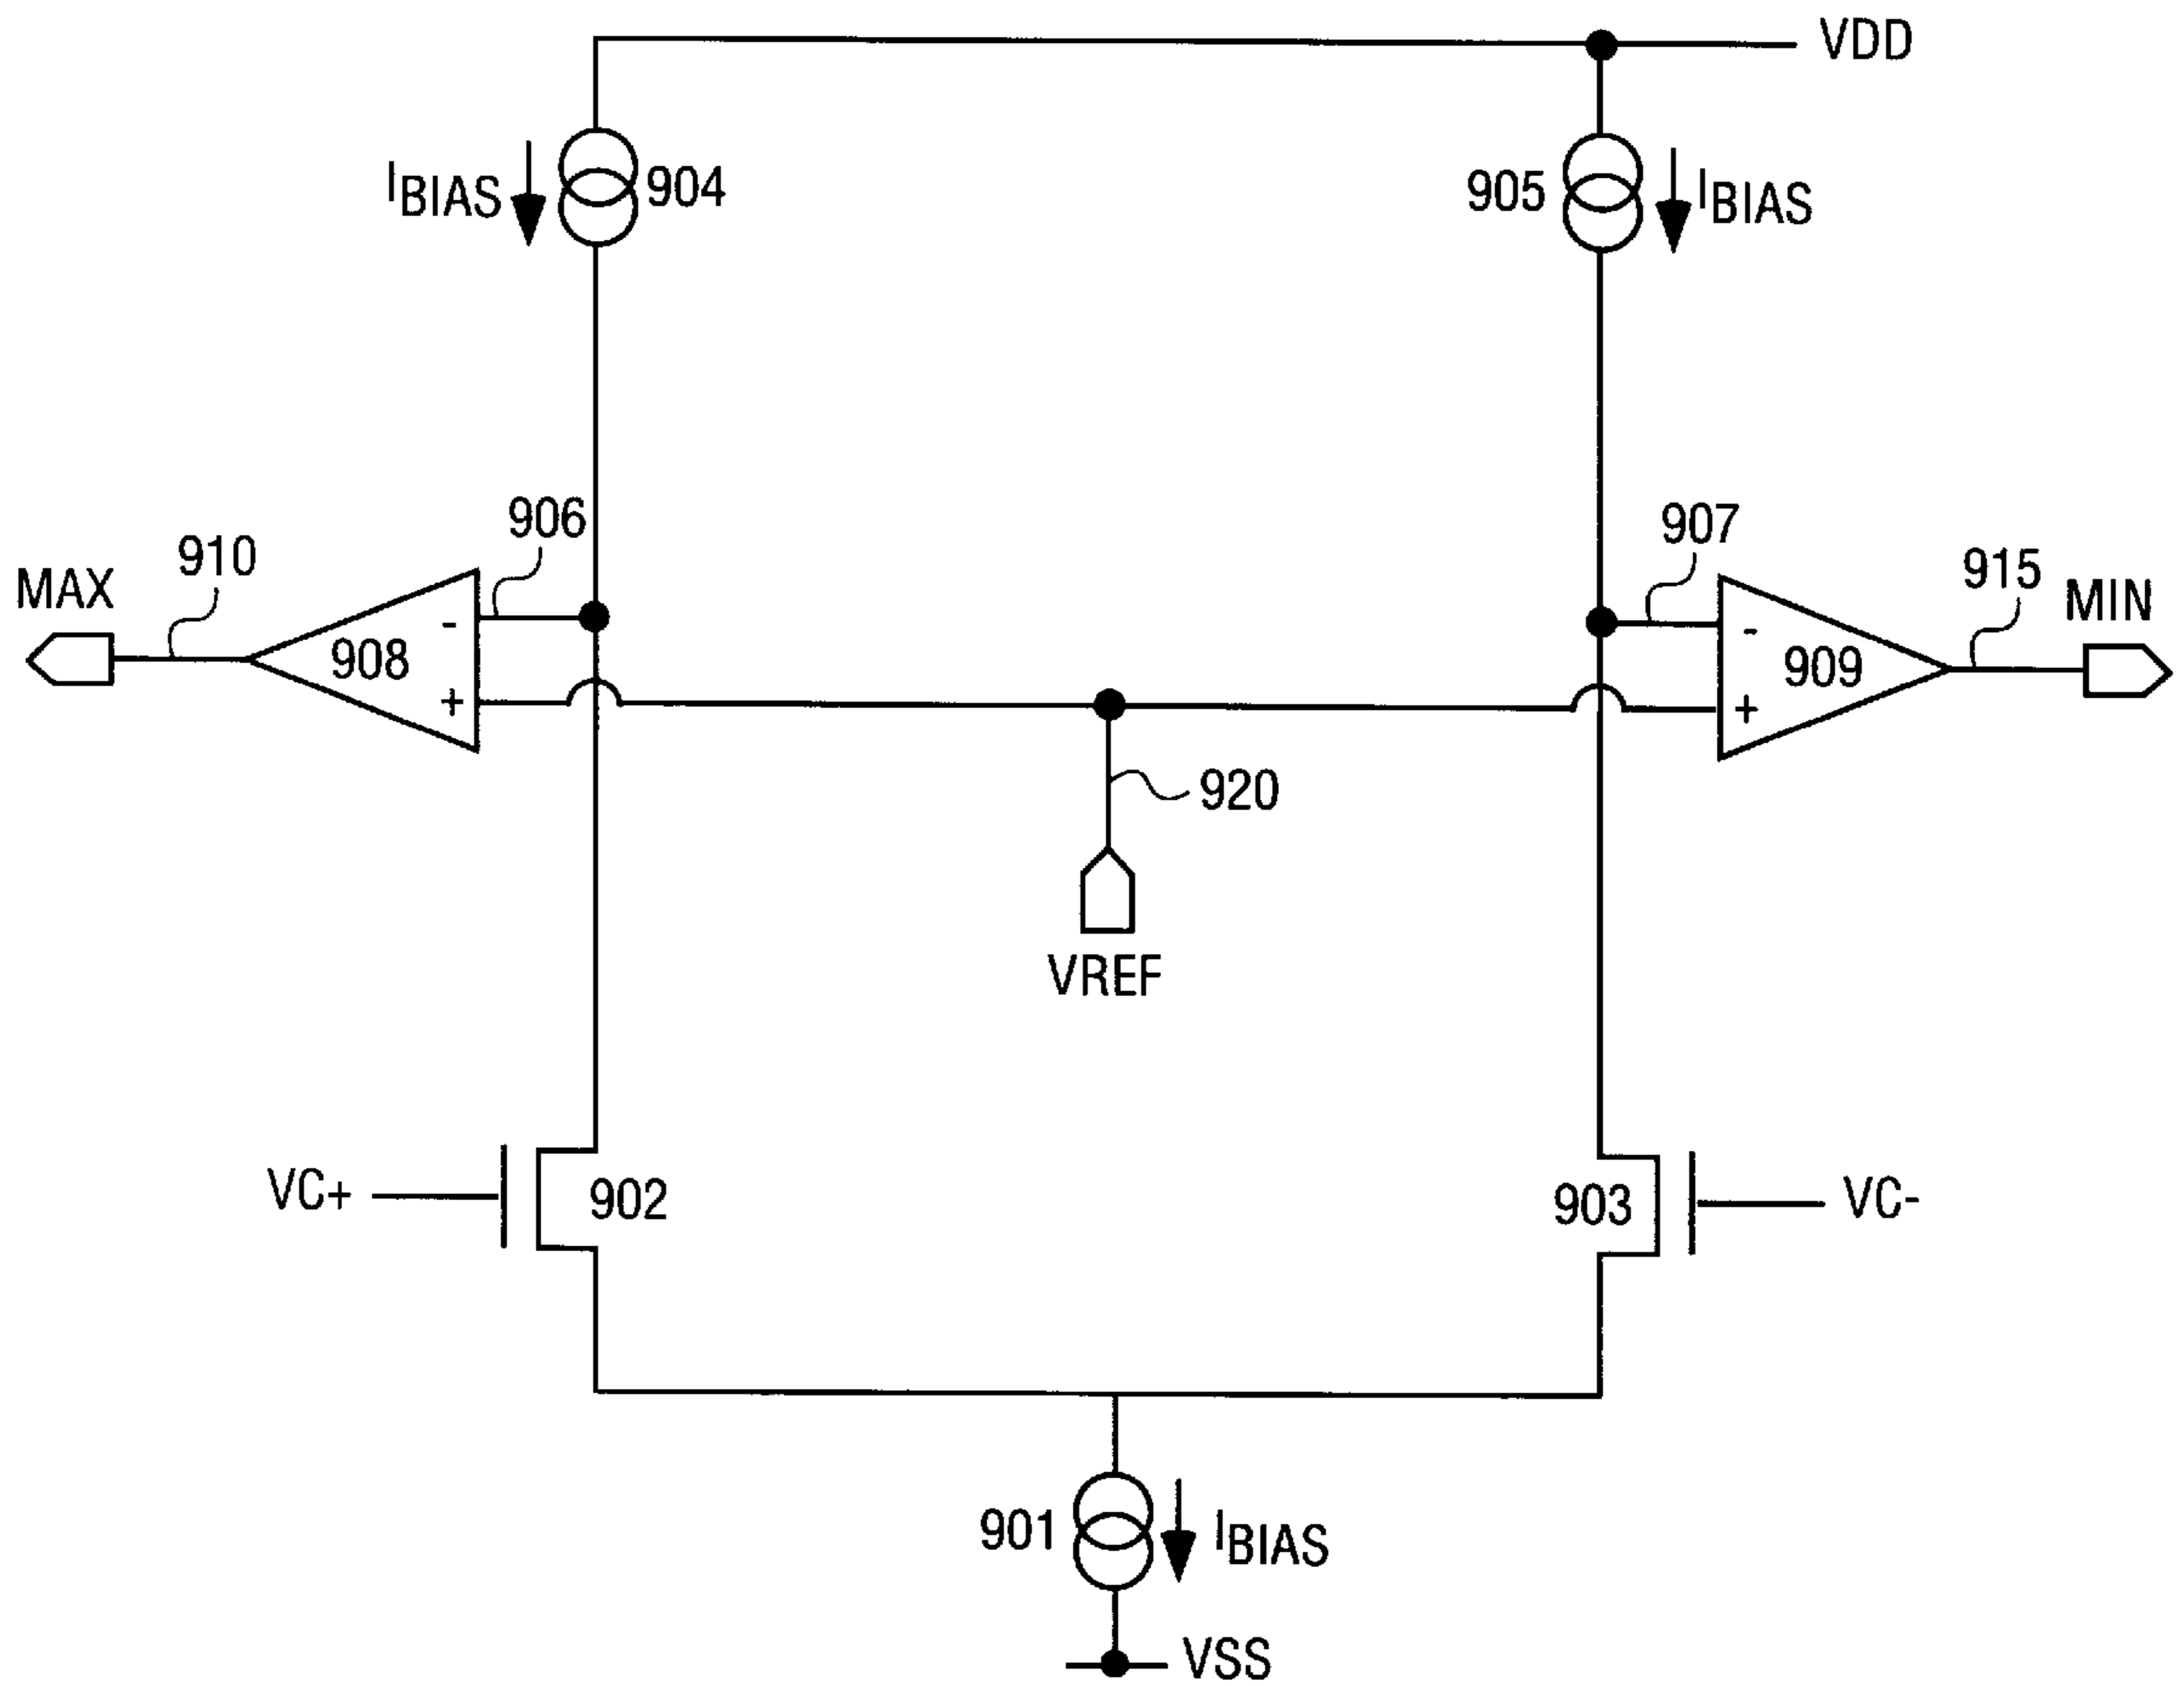 VDD
IBIAS
904
905
IBIAS
906
907
910
915
MAX
MIN
-
908
+
-
909
+
920
VREF
VC+
902
903
VC-
901
IBIAS
VSS